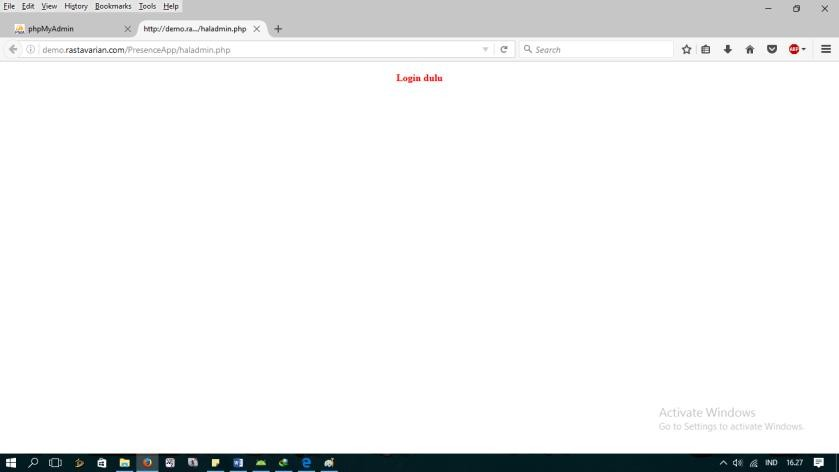 File Edit View History Bookmarks Tools Help
phpMyAdmin
http://demo.ra.../haladmin.php
demo.rastavarian.com/PresenceApp/haladmin.php
Search
ABP
Login dulu
Activate Windows
Go to Settings to activate Windows.
IND 16.27